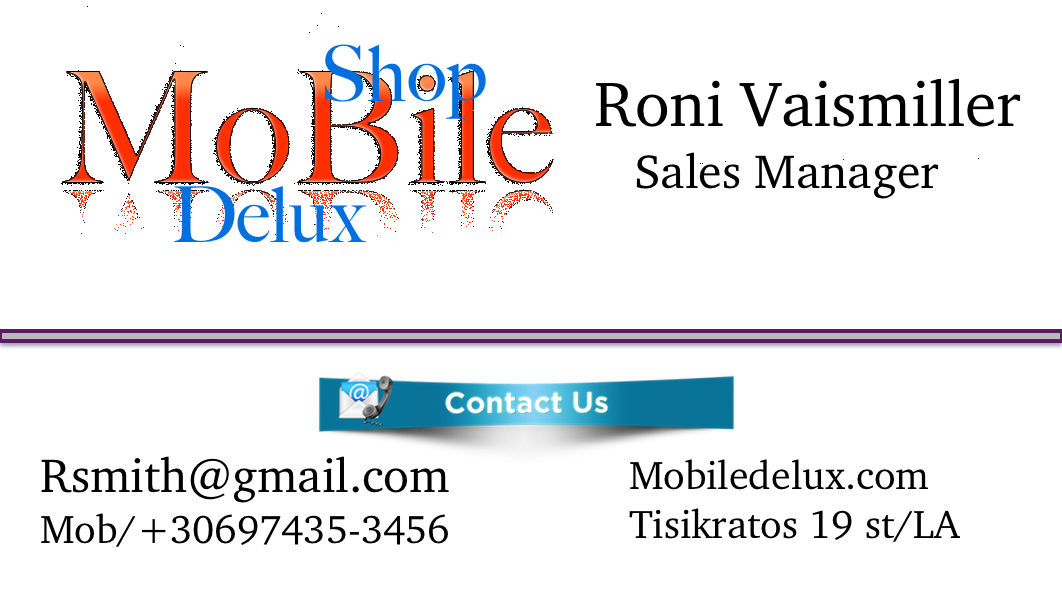 Shop
MoBile
Delux
Roni Vaismiller
Sales Manager
@
Contact Us
Rsmith@gmail.com
Mob/+30697435-3456
Mobiledelux.com
Tisikratos 19 st/LA